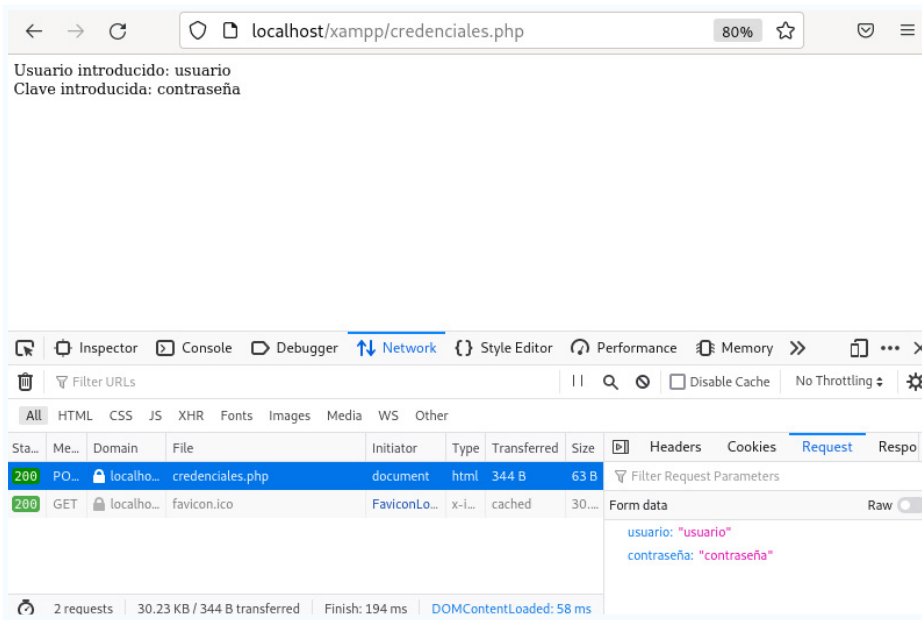 localhost/xampp/credenciales.php 80%
Usuario introducido: usuario
Clave introducida: contraseña
Inspector Console Debugger Network Style Editor Performance Memory
Filter URLs Disable Cache No Throttling
All HTML CSS JS XHR Fonts Images Media WS Other
Sta... Me... Domain File Initiator Type Transferred Size Headers Cookies Request Respo
200 PO... localho... credenciales.php document html 344 B 63 B Filter Request Parameters
200 GET localho... favicon.ico FaviconLo... x-i... cached 30.... Form data Raw
usuario: "usuario"
contraseña: "contraseña"
2 requests 30.23 KB / 344 B transferred Finish: 194 ms DOMContentLoaded: 58 ms